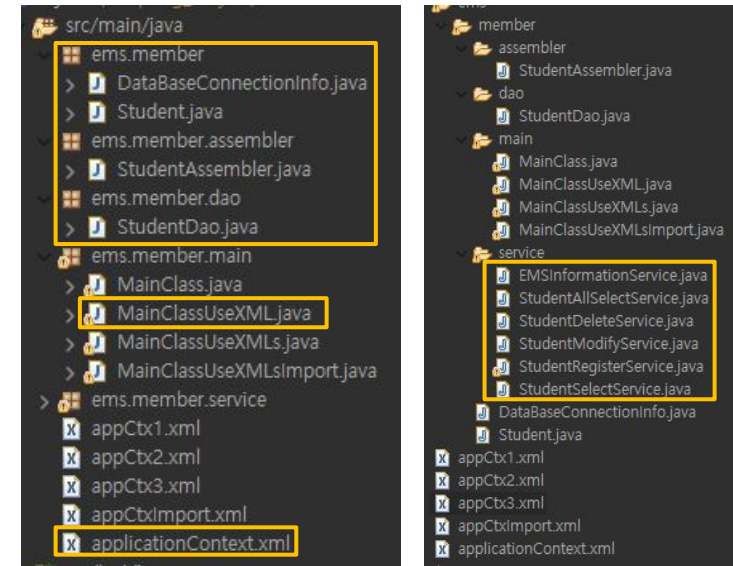 src/main/java
ems.member
DataBaseConnectionInfo.java
Student.java
ems.member.assembler
StudentAssembler.java
ems.member.dao
StudentDao.java
ems.member.main
MainClass.java
MainClassUseXML.java
MainClassUseXMLs.java
MainClassUseXMLsImport.java
ems.member.service
appCtx1.xml
appCtx2.xml
appCtx3.xml
appCtxImport.xml
applicationContext.xml
ems
member
assembler
StudentAssembler.java
dao
StudentDao.java
main
MainClass.java
MainClassUseXML.java
MainClassUseXMLs.java
MainClassUseXMLsImport.java
service
EMSInformationService.java
StudentAllSelectService.java
StudentDeleteService.java
StudentModifyService.java
StudentRegisterService.java
StudentSelectService.java
DataBaseConnectionInfo.java
Student.java
appCtx1.xml
appCtx2.xml
appCtx3.xml
appCtxImport.xml
applicationContext.xml